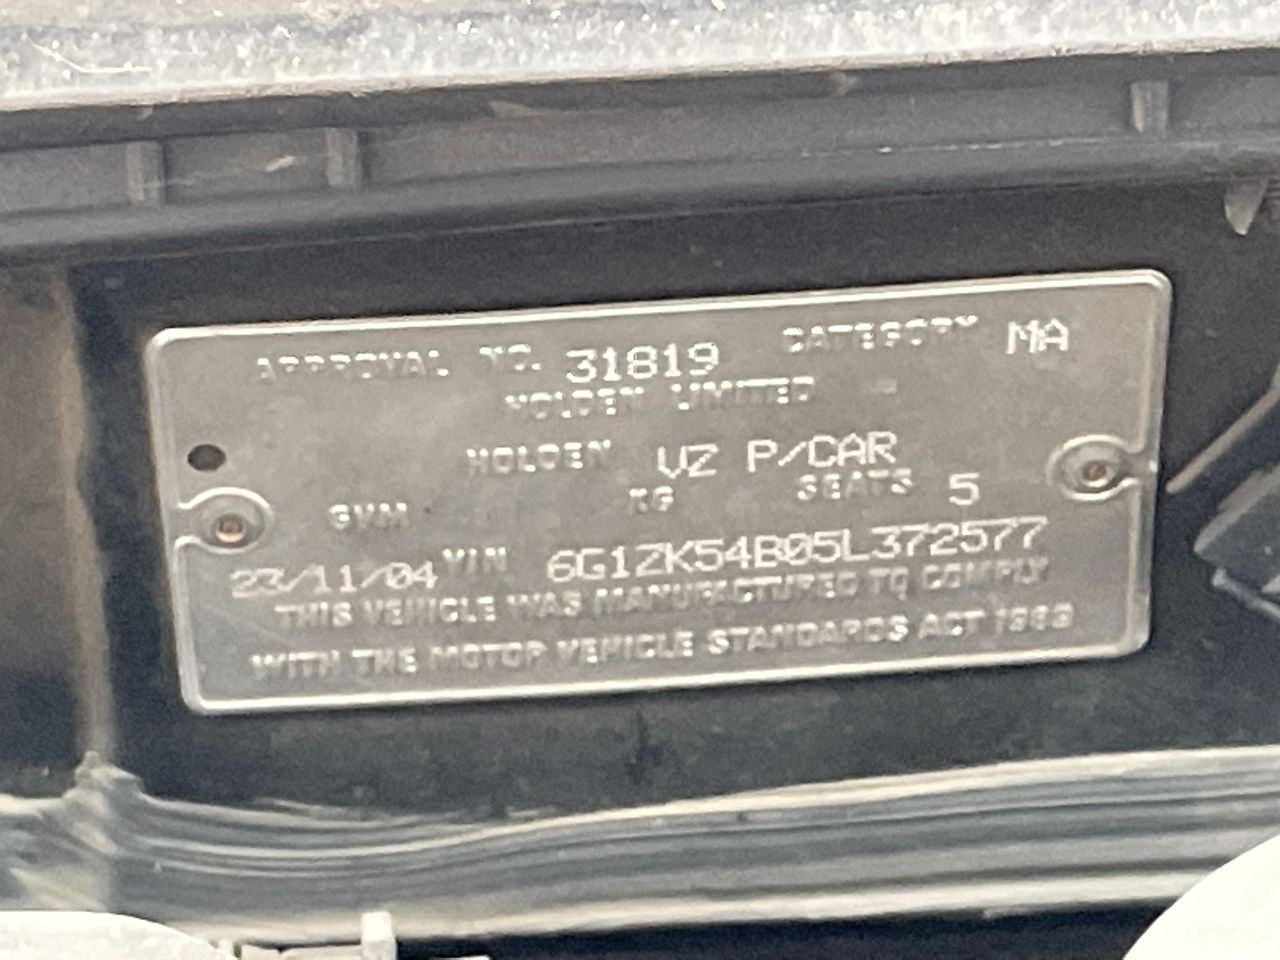 APPROVAL NO. 31819 CATEGORY MA
HOLDEN LIMITED
HOLDEN VZ P/CAR
GVM KG SEATS 5
23/11/04 VIN 6G1ZK54B05L372577
THIS VEHICLE WAS MANUFACTURED TO COMPLY
WITH THE MOTOR VEHICLE STANDARDS ACT 1989